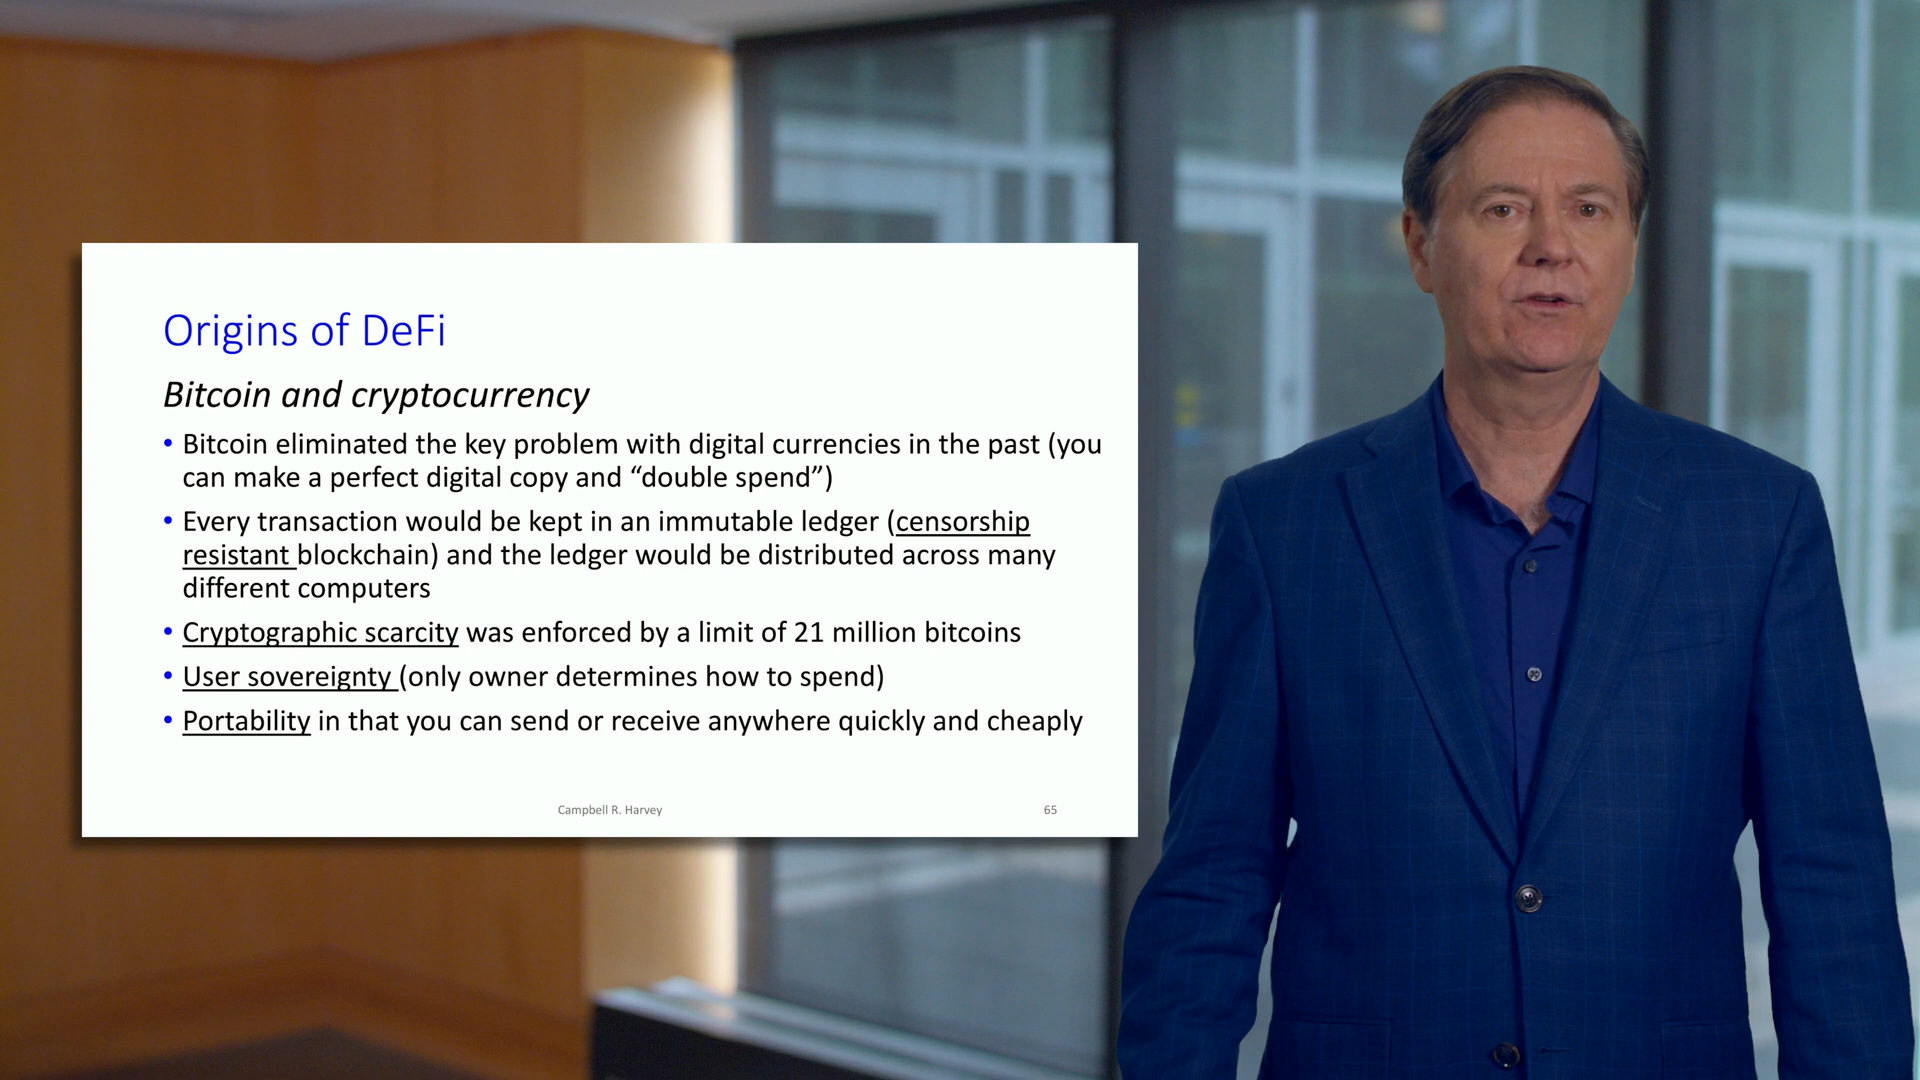 Origins of DeFi
Bitcoin and cryptocurrency
• Bitcoin eliminated the key problem with digital currencies in the past (you
can make a perfect digital copy and “double spend”)
• Every transaction would be kept in an immutable ledger (censorship
resistant blockchain) and the ledger would be distributed across many
different computers
• Cryptographic scarcity was enforced by a limit of 21 million bitcoins
• User sovereignty (only owner determines how to spend)
• Portability in that you can send or receive anywhere quickly and cheaply
Campbell R. Harvey
65